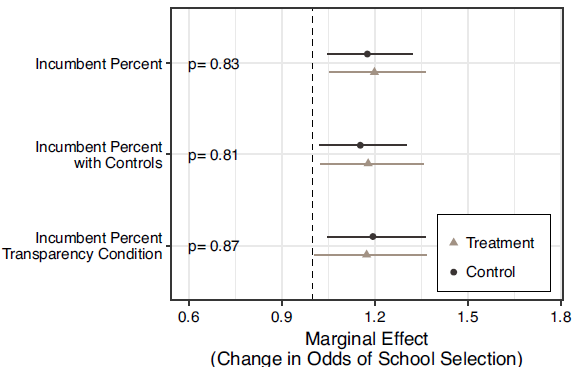 Incumbent Percent
p= 0.83
Incumbent Percent
with Controls
p= 0.81
Incumbent Percent
Transparency Condition
p= 0.87
Treatment
Control
0.6 0.9 1.2 1.5 1.8
Marginal Effect
(Change in Odds of School Selection)